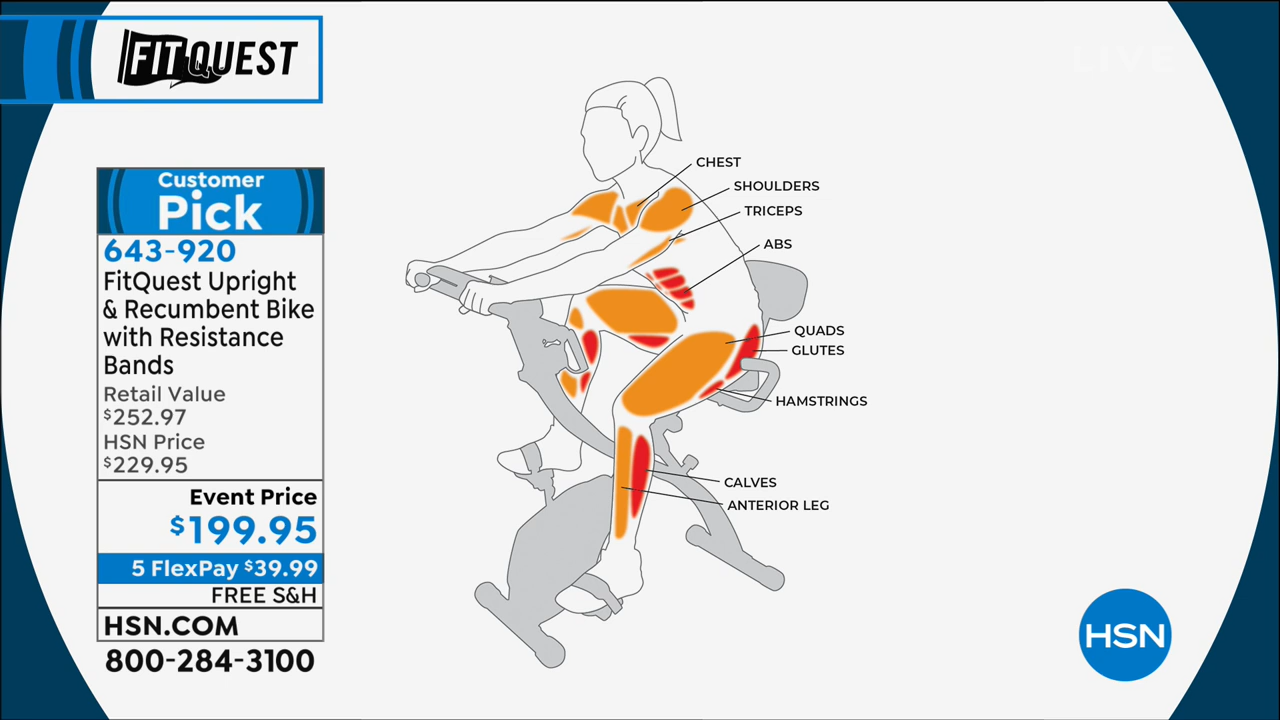 FITQUEST
LIVE
Customer
Pick
643-920
FitQuest Upright
& Recumbent Bike
with Resistance
Bands
Retail Value
$252.97
HSN Price
$229.95
Event Price
$199.95
5 FlexPay $39.99
FREE S&H
HSN.COM
800-284-3100
CHEST
SHOULDERS
TRICEPS
ABS
QUADS
GLUTES
HAMSTRINGS
CALVES
ANTERIOR LEG
HSN